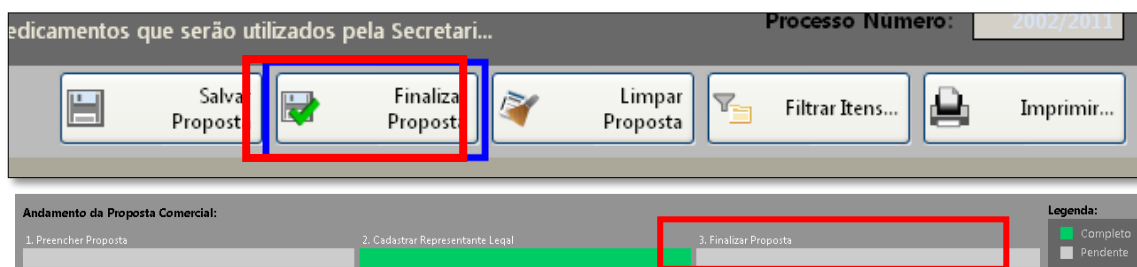 edicamentos que serão utilizados pela Secretari...
Processo Número: 2002/2011
Salva
Propost
Finaliza
Proposta
Limpar
Proposta
Filtrar Itens...
Imprimir...
Andamento da Proposta Comercial:
Legenda:
1. Preencher Proposta
2. Cadastrar Representante Legal
3. Finalizar Proposta
Completo
Pendente